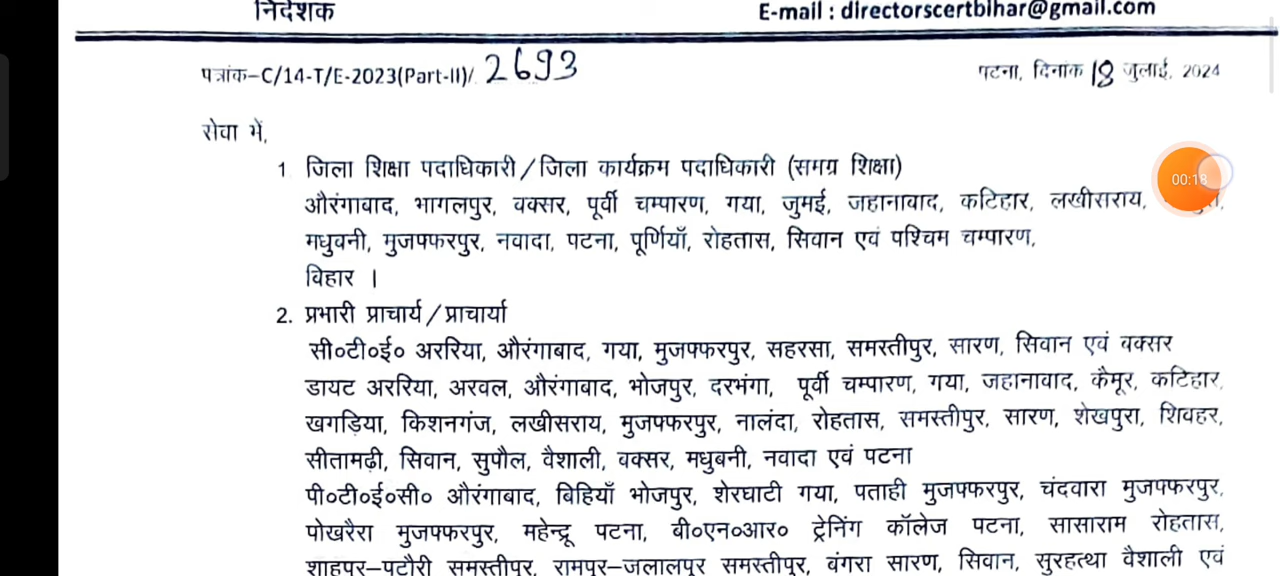 निदेशक
E-mail : directorscertbihar@gmail.com
पत्रांक–C/14-T/E-2023(Part-II)/ 2693
पटना, दिनांक 18 जुलाई, 2024
सेवा में,
1. जिला शिक्षा पदाधिकारी/जिला कार्यक्रम पदाधिकारी (समग्र शिक्षा)
औरंगाबाद, भागलपुर, बक्सर, पूर्वी चम्पारण, गया, जुमई, जहानाबाद, कटिहार, लखीसराय,
00:18
मधुबनी, मुजफ्फरपुर, नवादा, पटना, पूर्णियाँ, रोहतास, सिवान एवं पश्चिम चम्पारण,
बिहार ।
2. प्रभारी प्राचार्य/प्राचार्या
सी०टी०ई० अररिया, औरंगाबाद, गया, मुजफ्फरपुर, सहरसा, समस्तीपुर, सारण, सिवान एवं बक्सर
डायट अररिया, अरवल, औरंगाबाद, भोजपुर, दरभंगा, पूर्वी चम्पारण, गया, जहानाबाद, कैमूर, कटिहार,
खगड़िया, किशनगंज, लखीसराय, मुजफ्फरपुर, नालंदा, रोहतास, समस्तीपुर, सारण, शेखपुरा, शिवहर,
सीतामढ़ी, सिवान, सुपौल, वैशाली, बक्सर, मधुबनी, नवादा एवं पटना
पी०टी०ई०सी० औरंगाबाद, बिहियाँ भोजपुर, शेरघाटी गया, पताही मुजफ्फरपुर, चंदवारा मुजफ्फरपुर,
पोखरैरा मुजफ्फरपुर, महेन्द्रू पटना, बी०एन०आर० ट्रेनिंग कॉलेज पटना, सासाराम रोहतास,
शाहपुर–पटौरी समस्तीपुर, रामपुर–जलालपुर समस्तीपुर, बंगरा सारण, सिवान, सुरहत्था वैशाली एवं